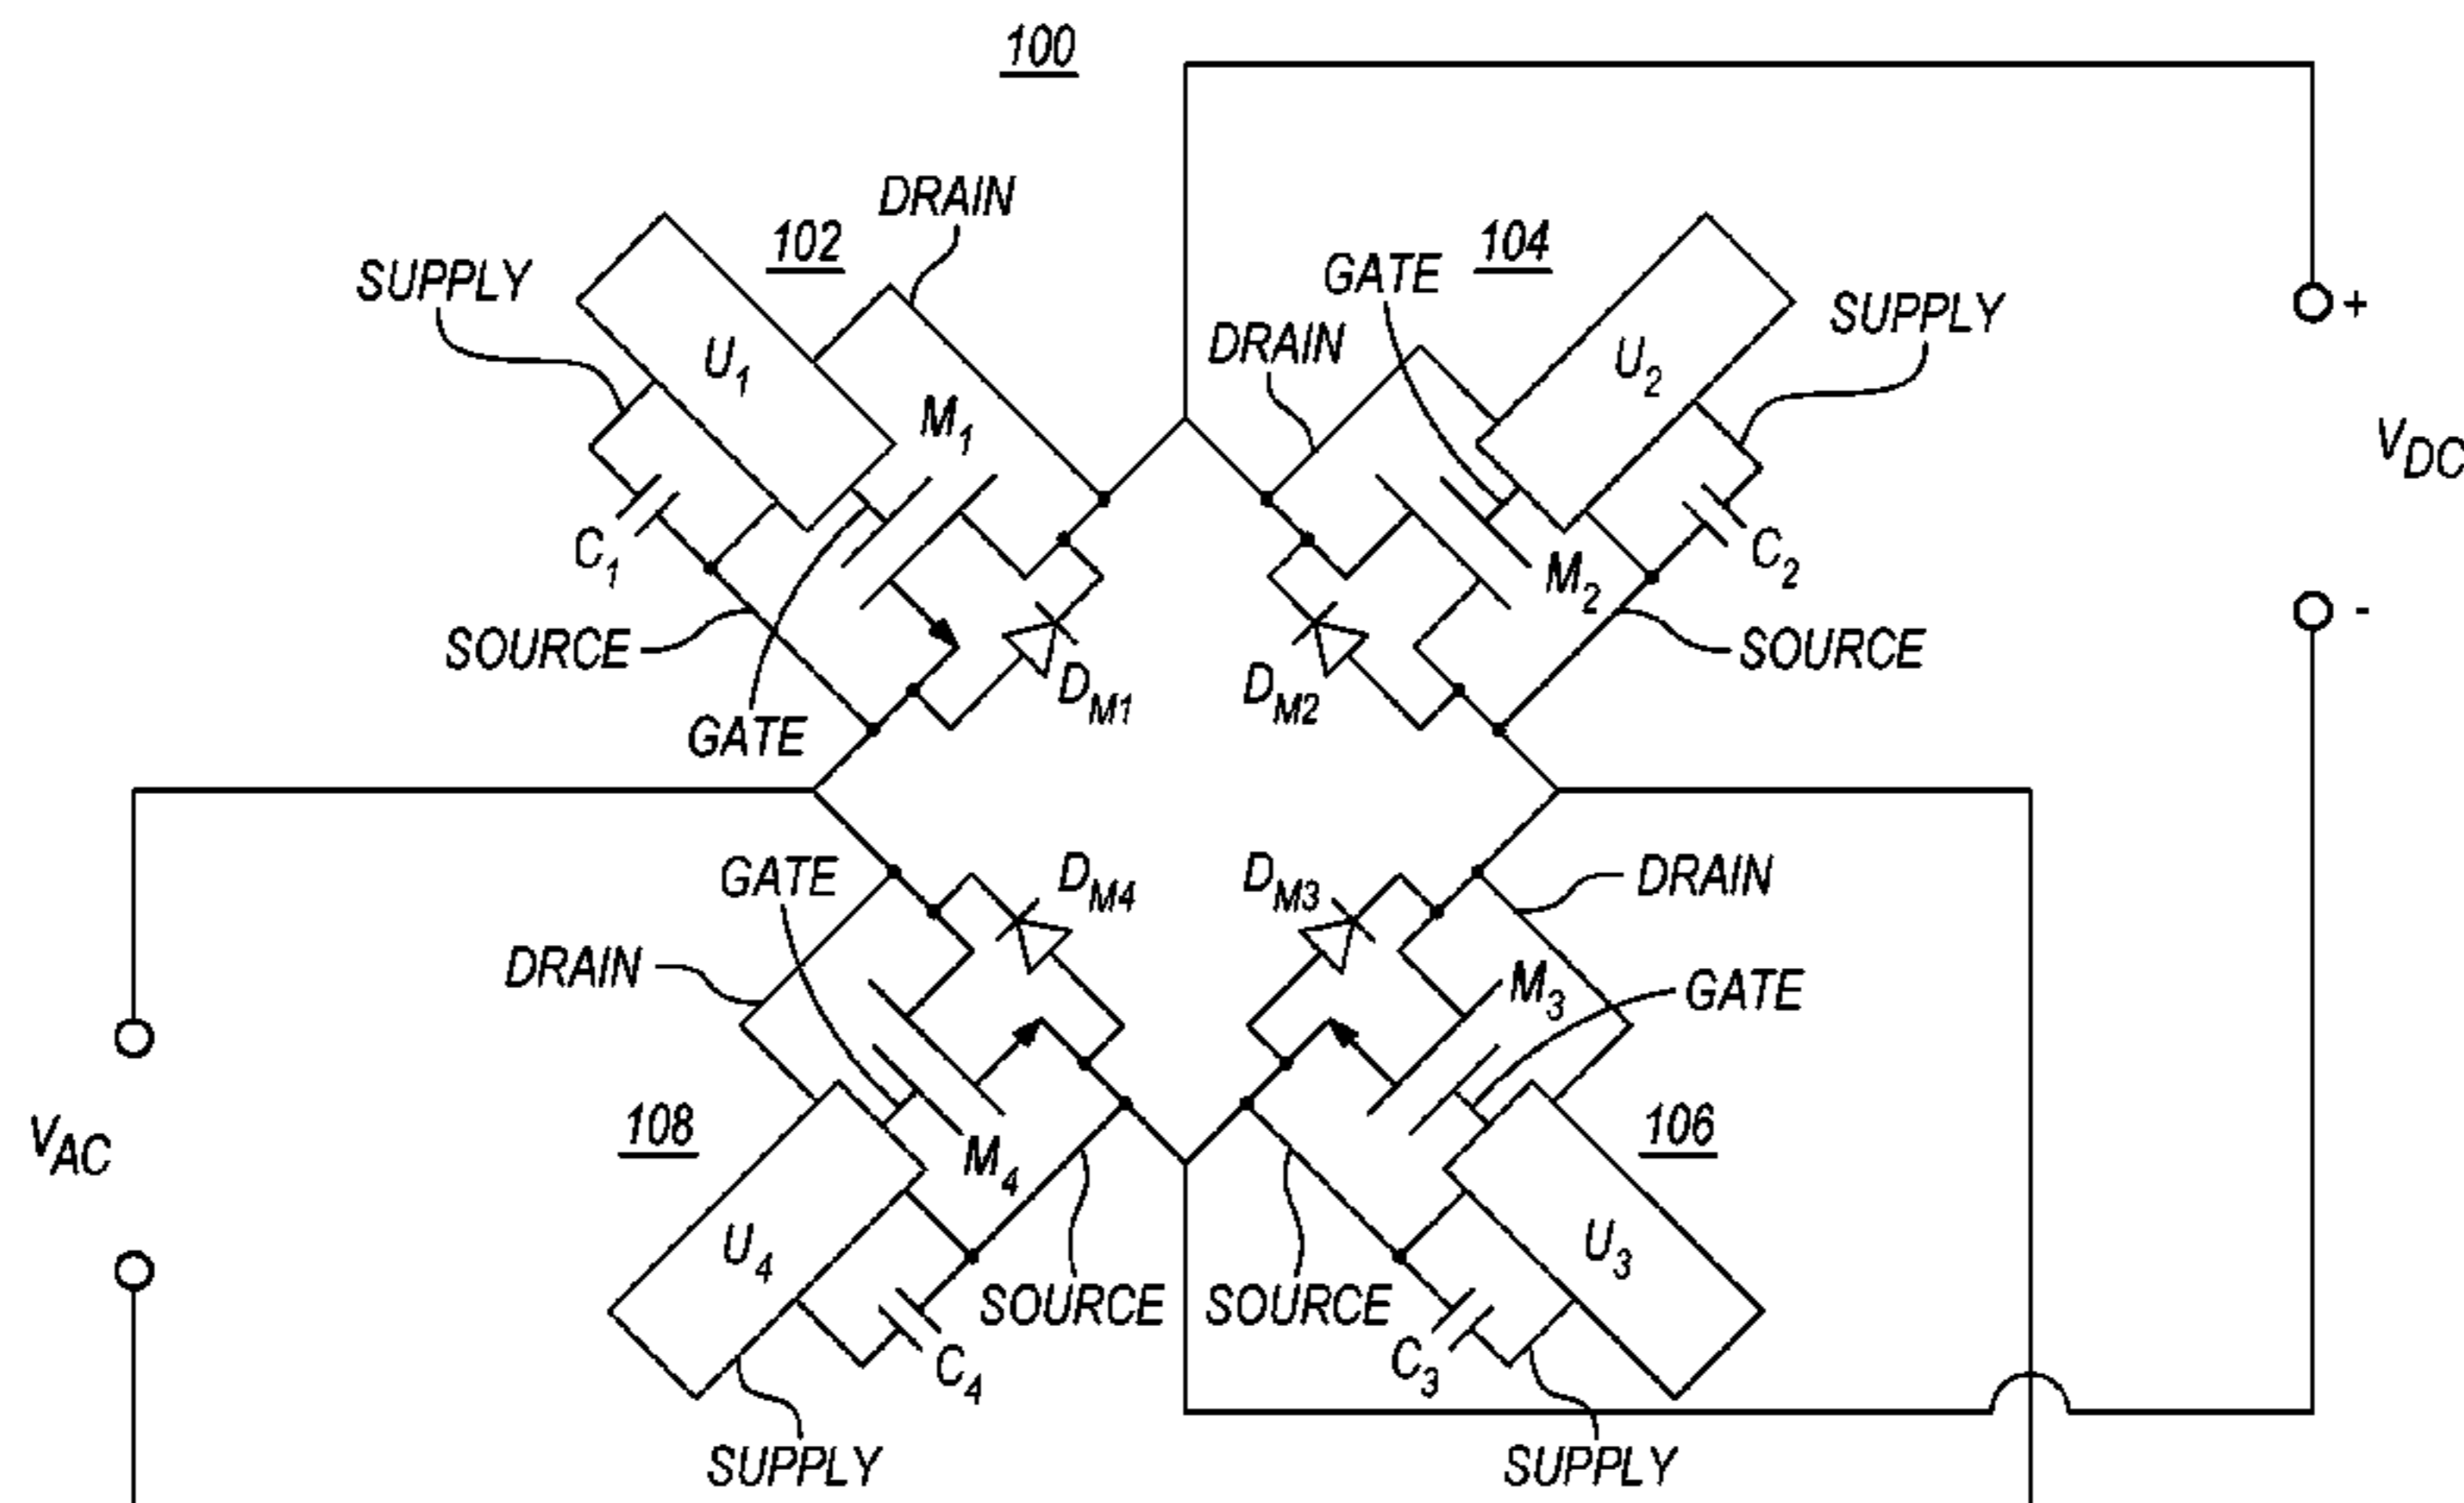 100
DRAIN
102
104
GATE
SUPPLY
SUPPLY
DRAIN
U1
U2
+
M1
VDC
C1
M2
C2
-
SOURCE
SOURCE
DM1
DM2
GATE
GATE
DM4
DM3
DRAIN
DRAIN
M3
GATE
108
106
VAC
M4
U4
U3
SOURCE
SOURCE
C4
C3
SUPPLY
SUPPLY